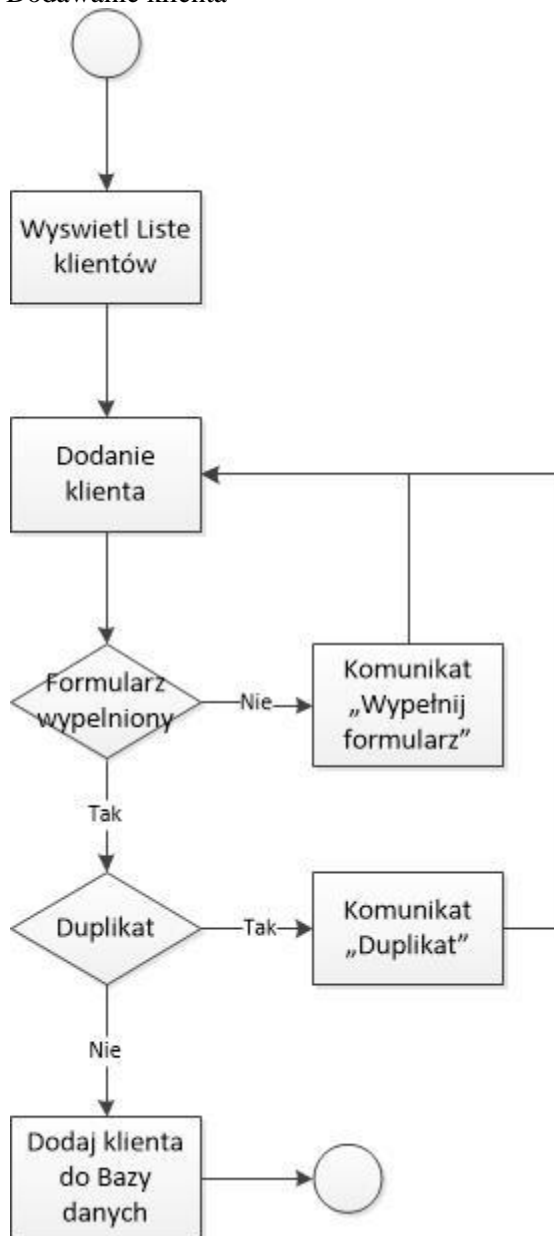 Dodawanie klienta
Wyswietl Liste
klientów
Dodanie
klienta
Formularz
wypelniony
Nie
Komunikat
„Wypełnij
formularz”
Tak
Duplikat
Tak
Komunikat
„Duplikat”
Nie
Dodaj klienta
do Bazy
danych